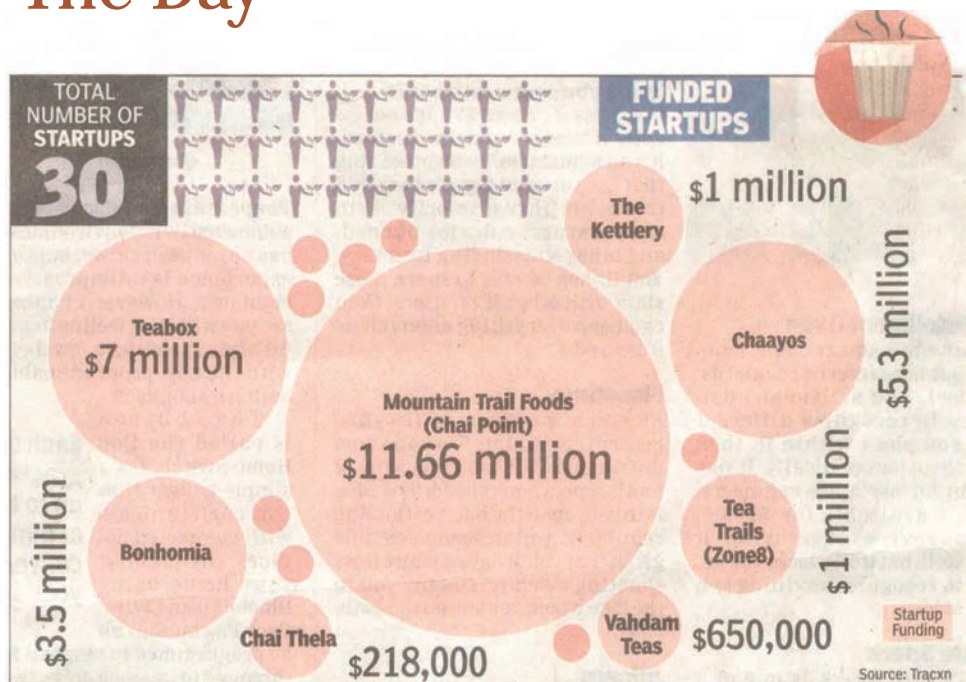 The Day
TOTAL
NUMBER OF
STARTUPS
30
FUNDED
STARTUPS
The
Kettlery
$1 million
Teabox
$7 million
Chaayos
$5.3 million
Mountain Trail Foods
(Chai Point)
$11.66 million
Bonhomia
$3.5 million
Tea
Trails
(Zone8)
$1 million
Chai Thela
$218,000
Vahdam
Teas
$650,000
Startup
Funding
Source: Tracxn